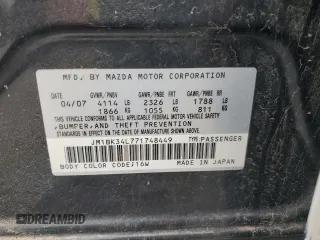 MFD. BY MAZDA MOTOR CORPORATION
GVWR/PNBV GAWR/PNBE FRT GAWR/PNBE RR
04/07 4114 LB 2326 LB 1788 LB
1866 KG 1055 KG 811 KG
THIS VEHICLE CONFORMS TO ALL APPLICABLE FEDERAL MOTOR VEHICLE SAFETY
,BUMPER,AND THEFT PREVENTION
STANDARDS IN EFFECT ON THE DATE OF MANUFACTURE SHOWN ABOVE.
JM1BK34L771748449 TYPE:PASSENGER
BODY COLOR CODE/16W MADE IN JAPAN
DREAMBID